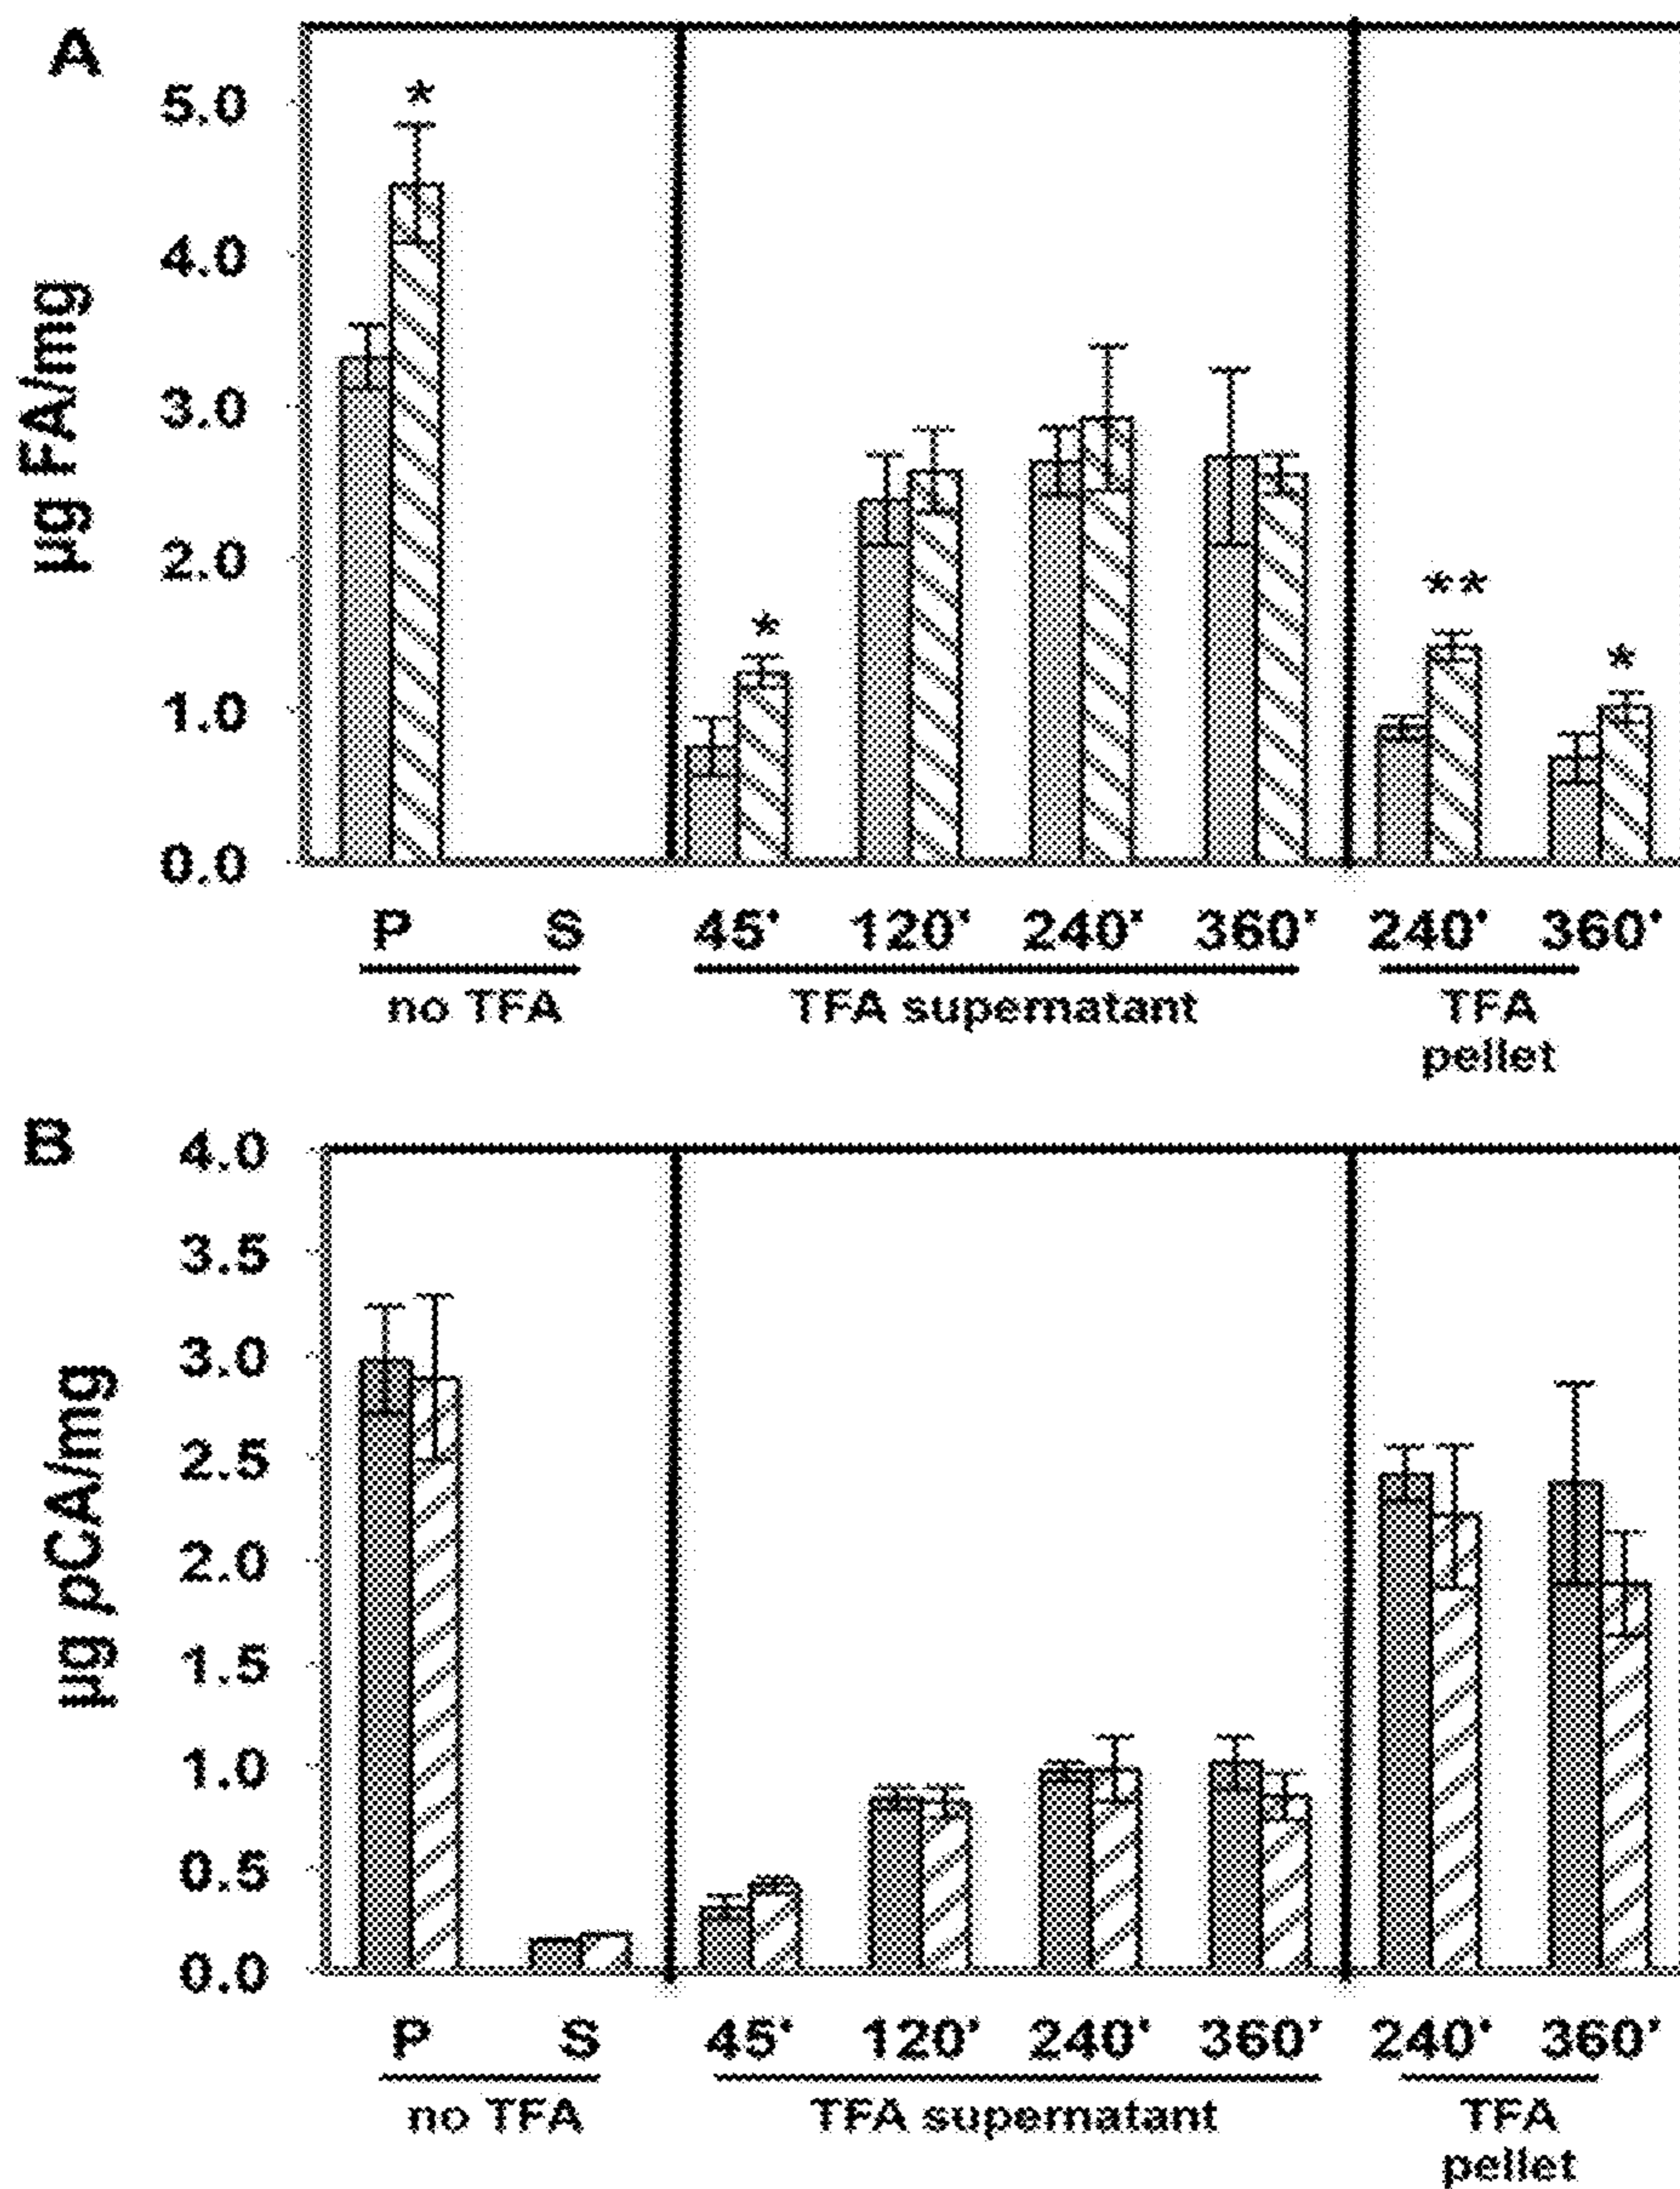 A
µg FA/mg
5.0
4.0
3.0
2.0
1.0
0.0
*
*
**
*
P S 45' 120' 240' 360' 240' 360'
no TFA TFA supernatant TFA
pellet
B
µg pCA/mg
4.0
3.5
3.0
2.5
2.0
1.5
1.0
0.5
0.0
P S 45' 120' 240' 360' 240' 360'
no TFA TFA supernatant TFA
pellet